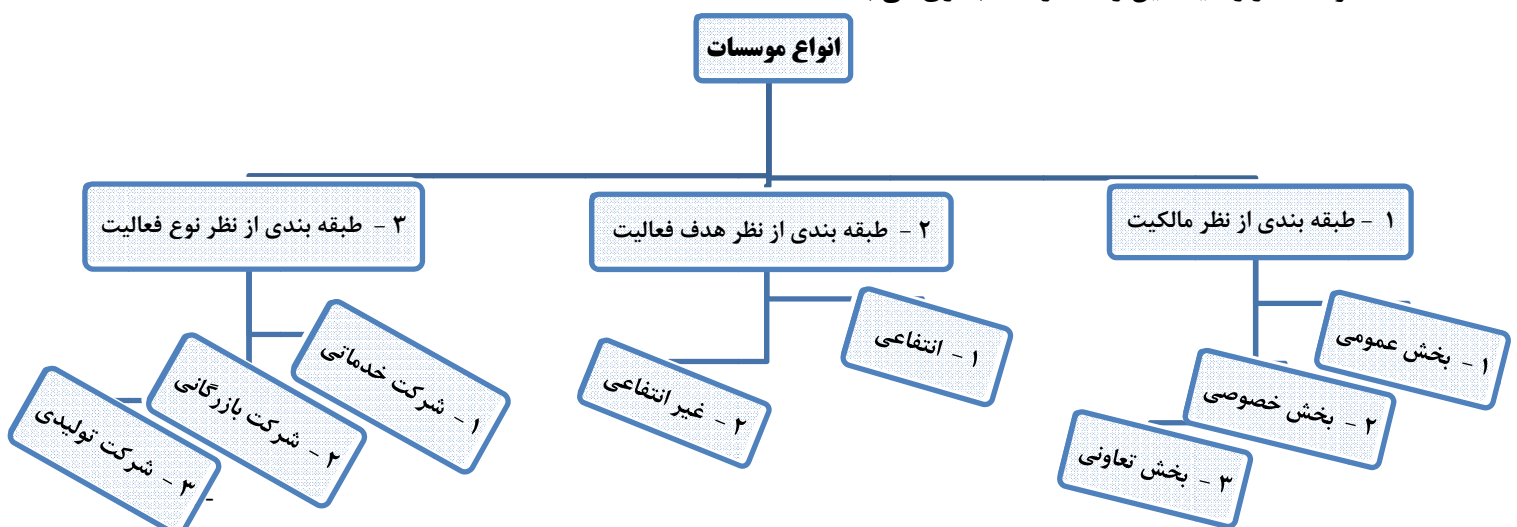 انواع موسسات
۱ - طبقه بندی از نظر مالکیت
۱ - بخش عمومی
۲ - بخش خصوصی
۳ - بخش تعاونی
۲ - طبقه بندی از نظر هدف فعالیت
۱ - انتفاعی
۲ - غیر انتفاعی
۳ - طبقه بندی از نظر نوع فعالیت
۱ - شرکت خدماتی
۲ - شرکت بازرگانی
۳ - شرکت تولیدی
-